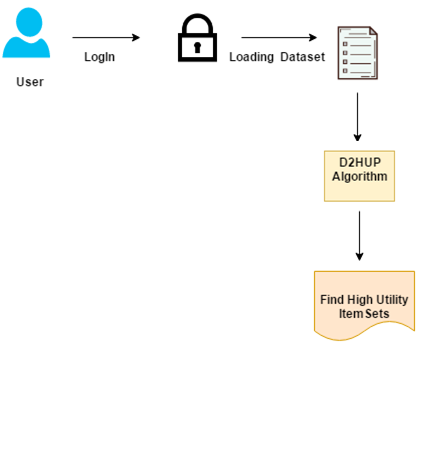 LogIn
Loading Dataset
User
D2HUP
Algorithm
Find High Utility
Item Sets